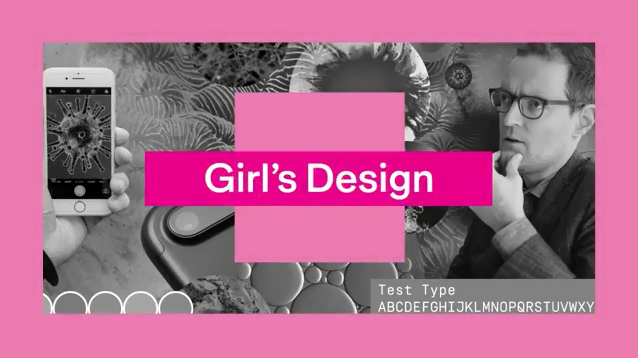 Girl’s Design
Test Type
ABCDEFGHIJKLMNOPQRSTUVWXY